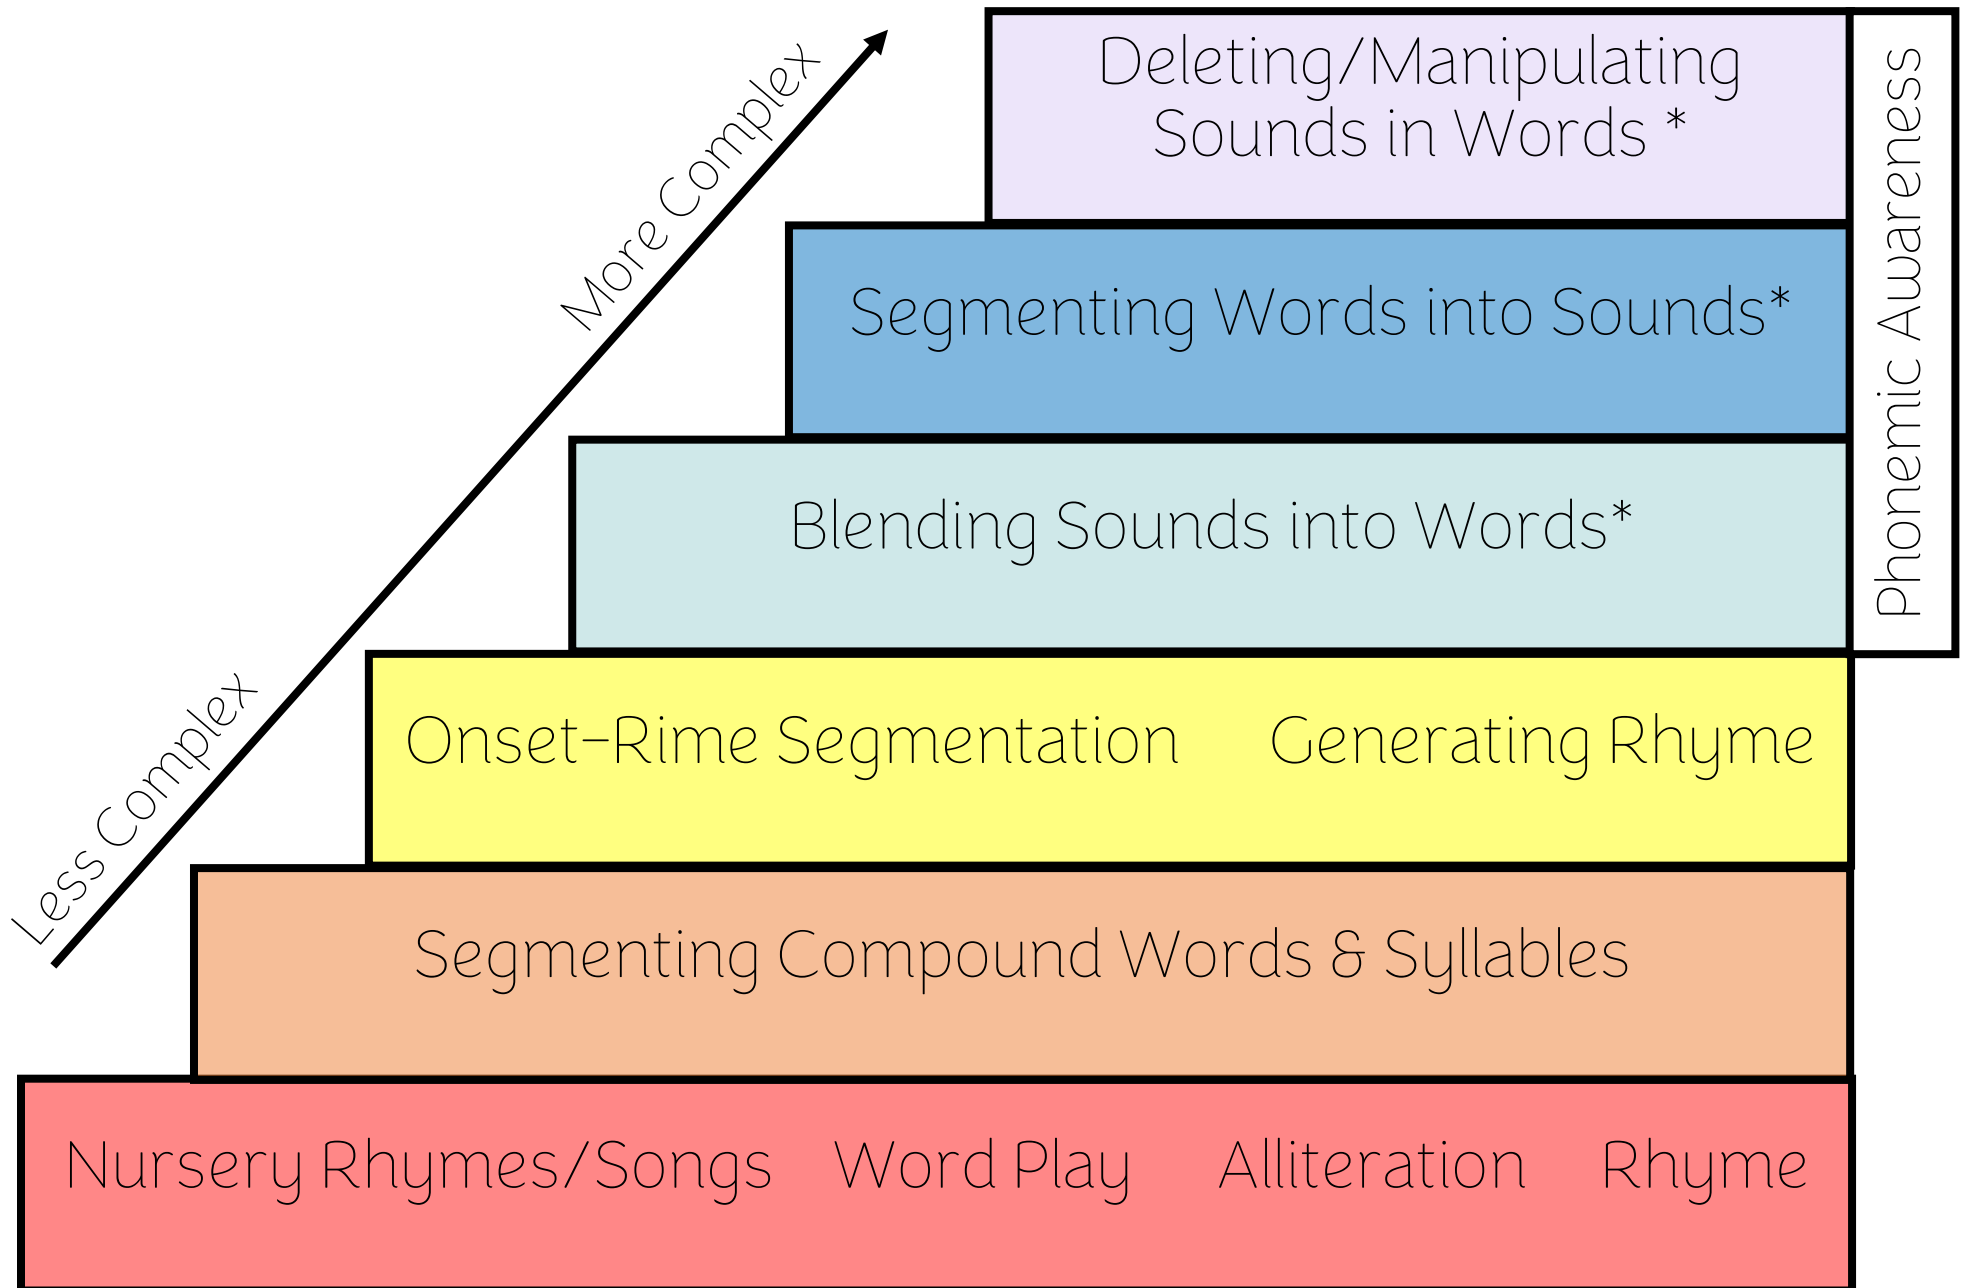 Deleting/Manipulating
Sounds in Words *
Segmenting Words into Sounds*
Blending Sounds into Words*
Phonemic Awareness
More Complex
Less Complex
Onset-Rime Segmentation Generating Rhyme
Segmenting Compound Words & Syllables
Nursery Rhymes/Songs Word Play Alliteration Rhyme